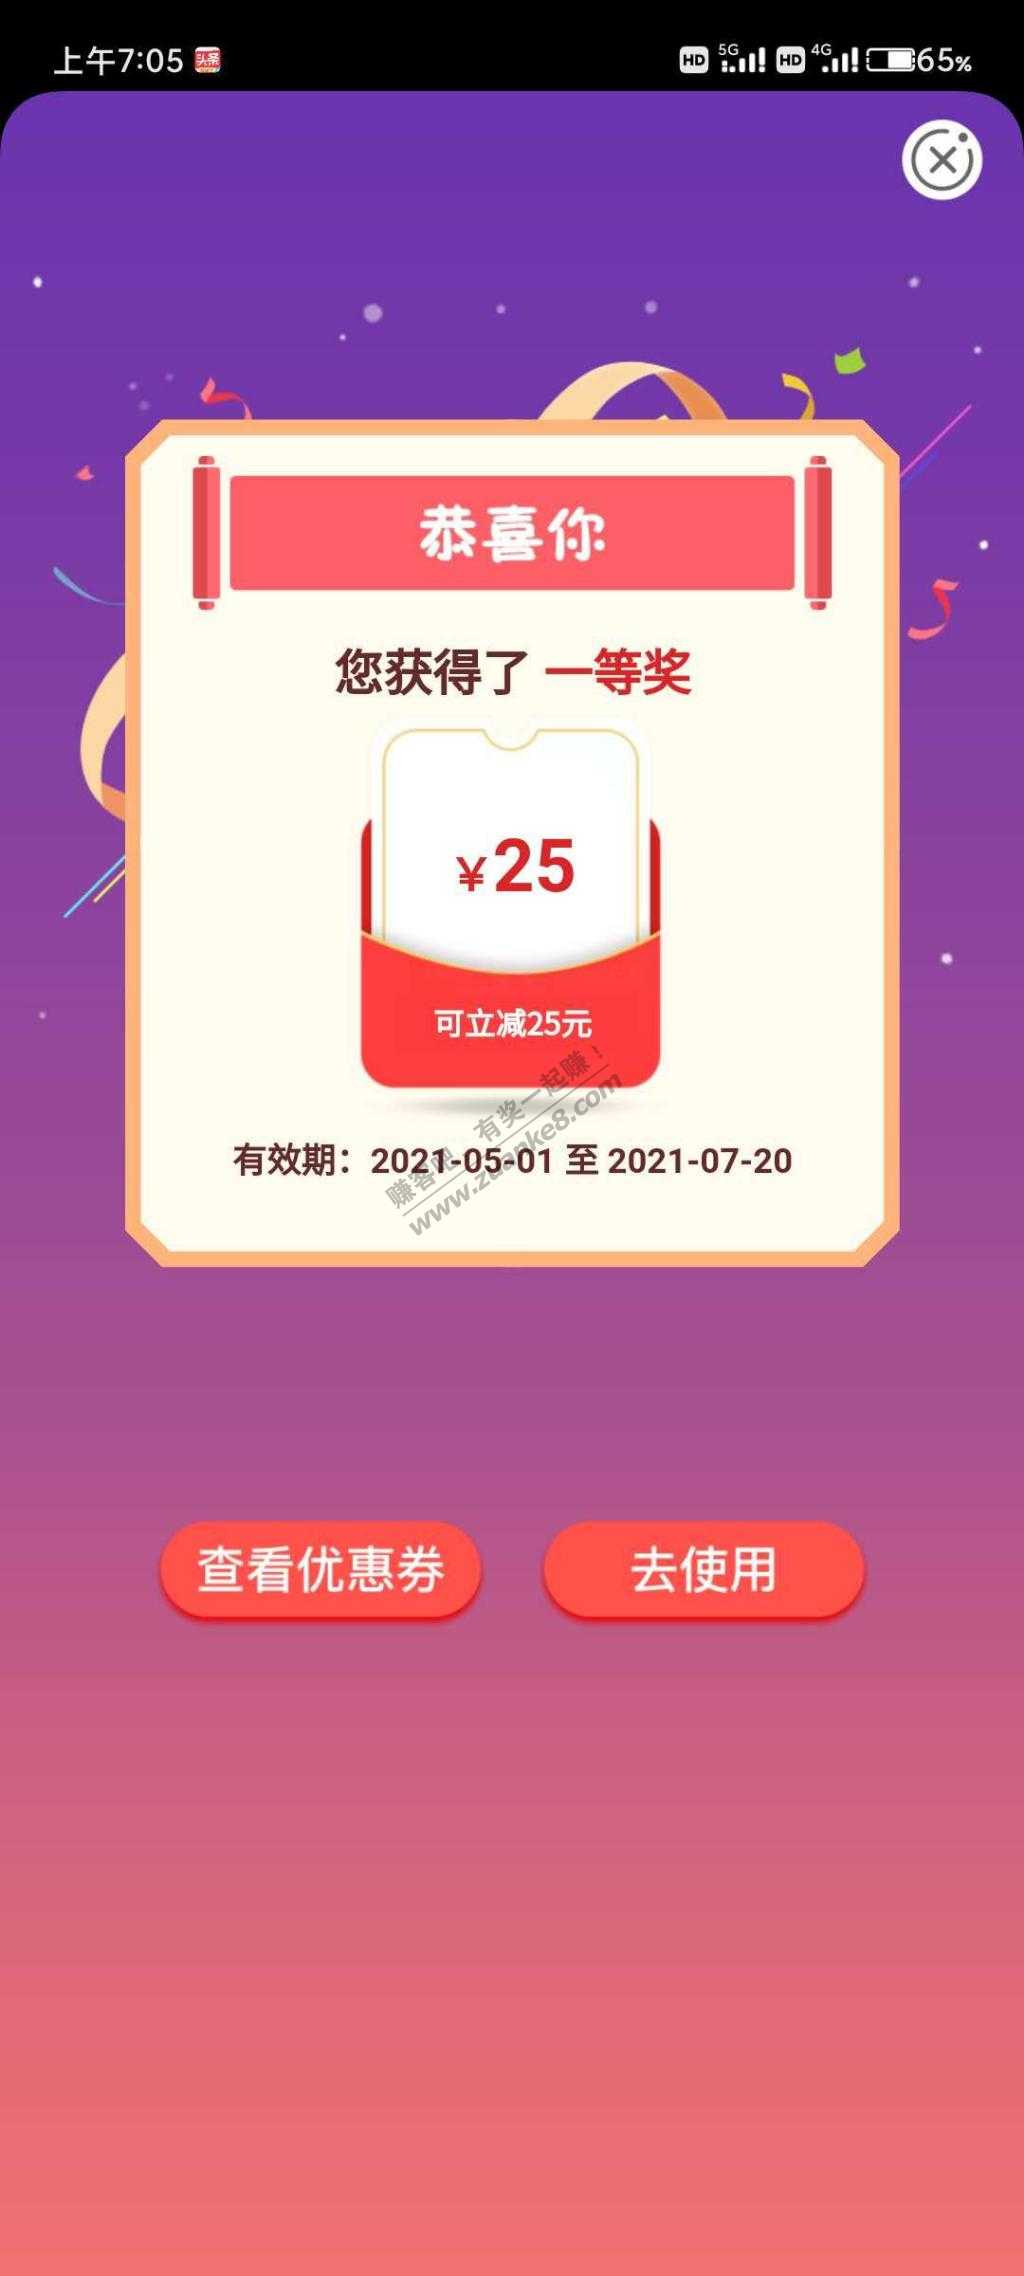 上午7:05 头条 HD 5G HD 4G 65%
恭喜你
您获得了 一等奖
¥25
可立减25元
赚客吧,有奖一起赚!
www.zuanke8.com
有效期：2021-05-01 至 2021-07-20
查看优惠券 去使用